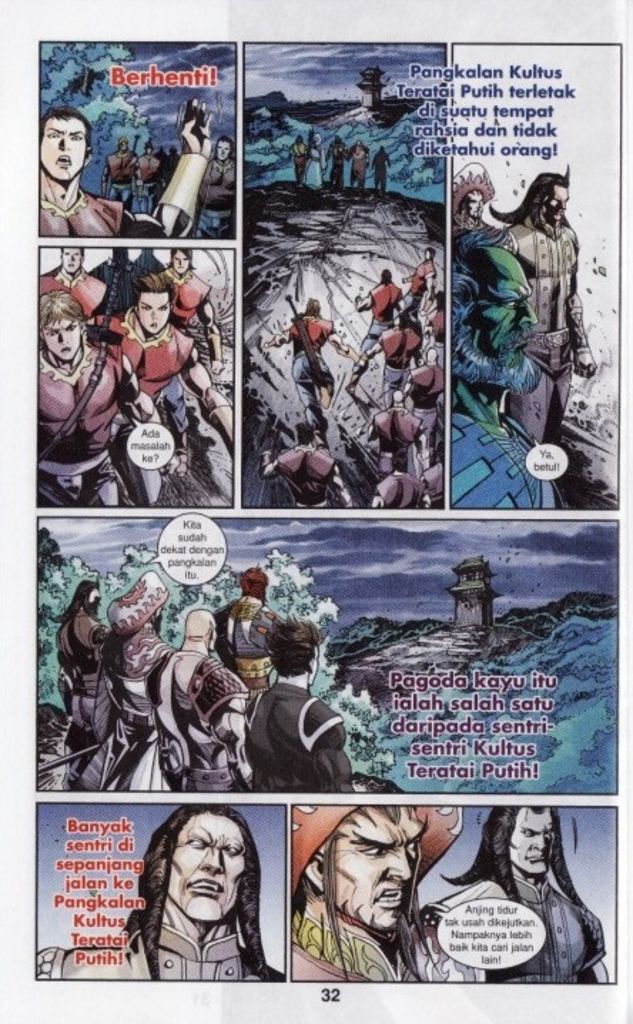 Berhenti!
Ada
masalah
ke?
Pangkalan Kultus
Teratai Putih terletak
di suatu tempat
rahsia dan tidak
diketahui orang!
Ya,
betul!
Kita
sudah
dekat dengan
pangkalan
itu.
Pagoda kayu itu
ialah salah satu
daripada sentri-
sentri Kultus
Teratai Putih!
Banyak
sentri di
sepanjang
jalan ke
Pangkalan
Kultus
Teratai
Putih!
Anjing tidur
tak usah dikejutkan.
Nampaknya lebih
baik kita cari jalan
lain!
32